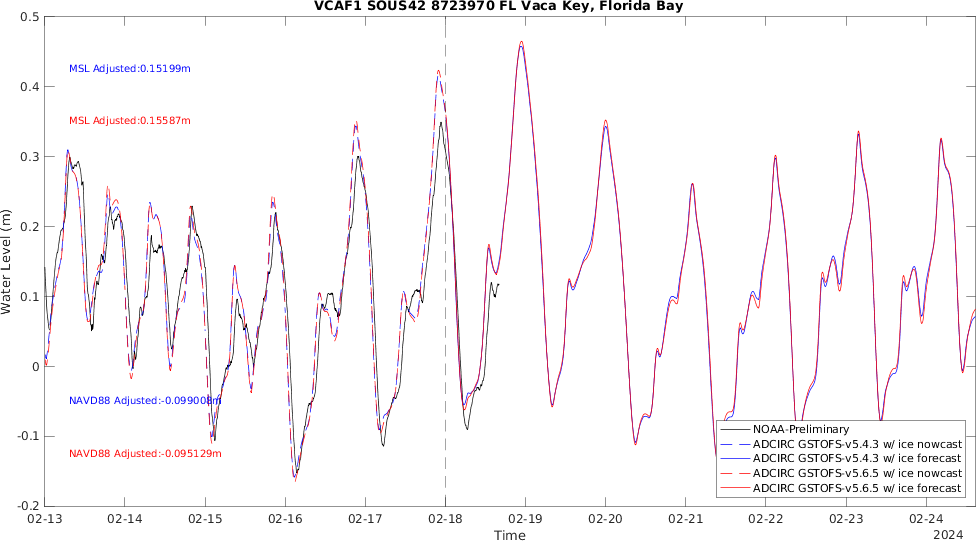 VCAF1 SOUS42 8723970 FL Vaca Key, Florida Bay
0.5
0.4
0.3
0.2
0.1
0
-0.1
-0.2
Water Level (m)
MSL Adjusted:0.15199m
MSL Adjusted:0.15587m
NAVD88 Adjusted:-0.099008m
NAVD88 Adjusted:-0.095129m
NOAA-Preliminary
ADCIRC GSTOFS-v5.4.3 w/ ice nowcast
ADCIRC GSTOFS-v5.4.3 w/ ice forecast
ADCIRC GSTOFS-v5.6.5 w/ ice nowcast
ADCIRC GSTOFS-v5.6.5 w/ ice forecast
02-13 02-14 02-15 02-16 02-17 02-18 02-19 02-20 02-21 02-22 02-23 02-24
Time
2024